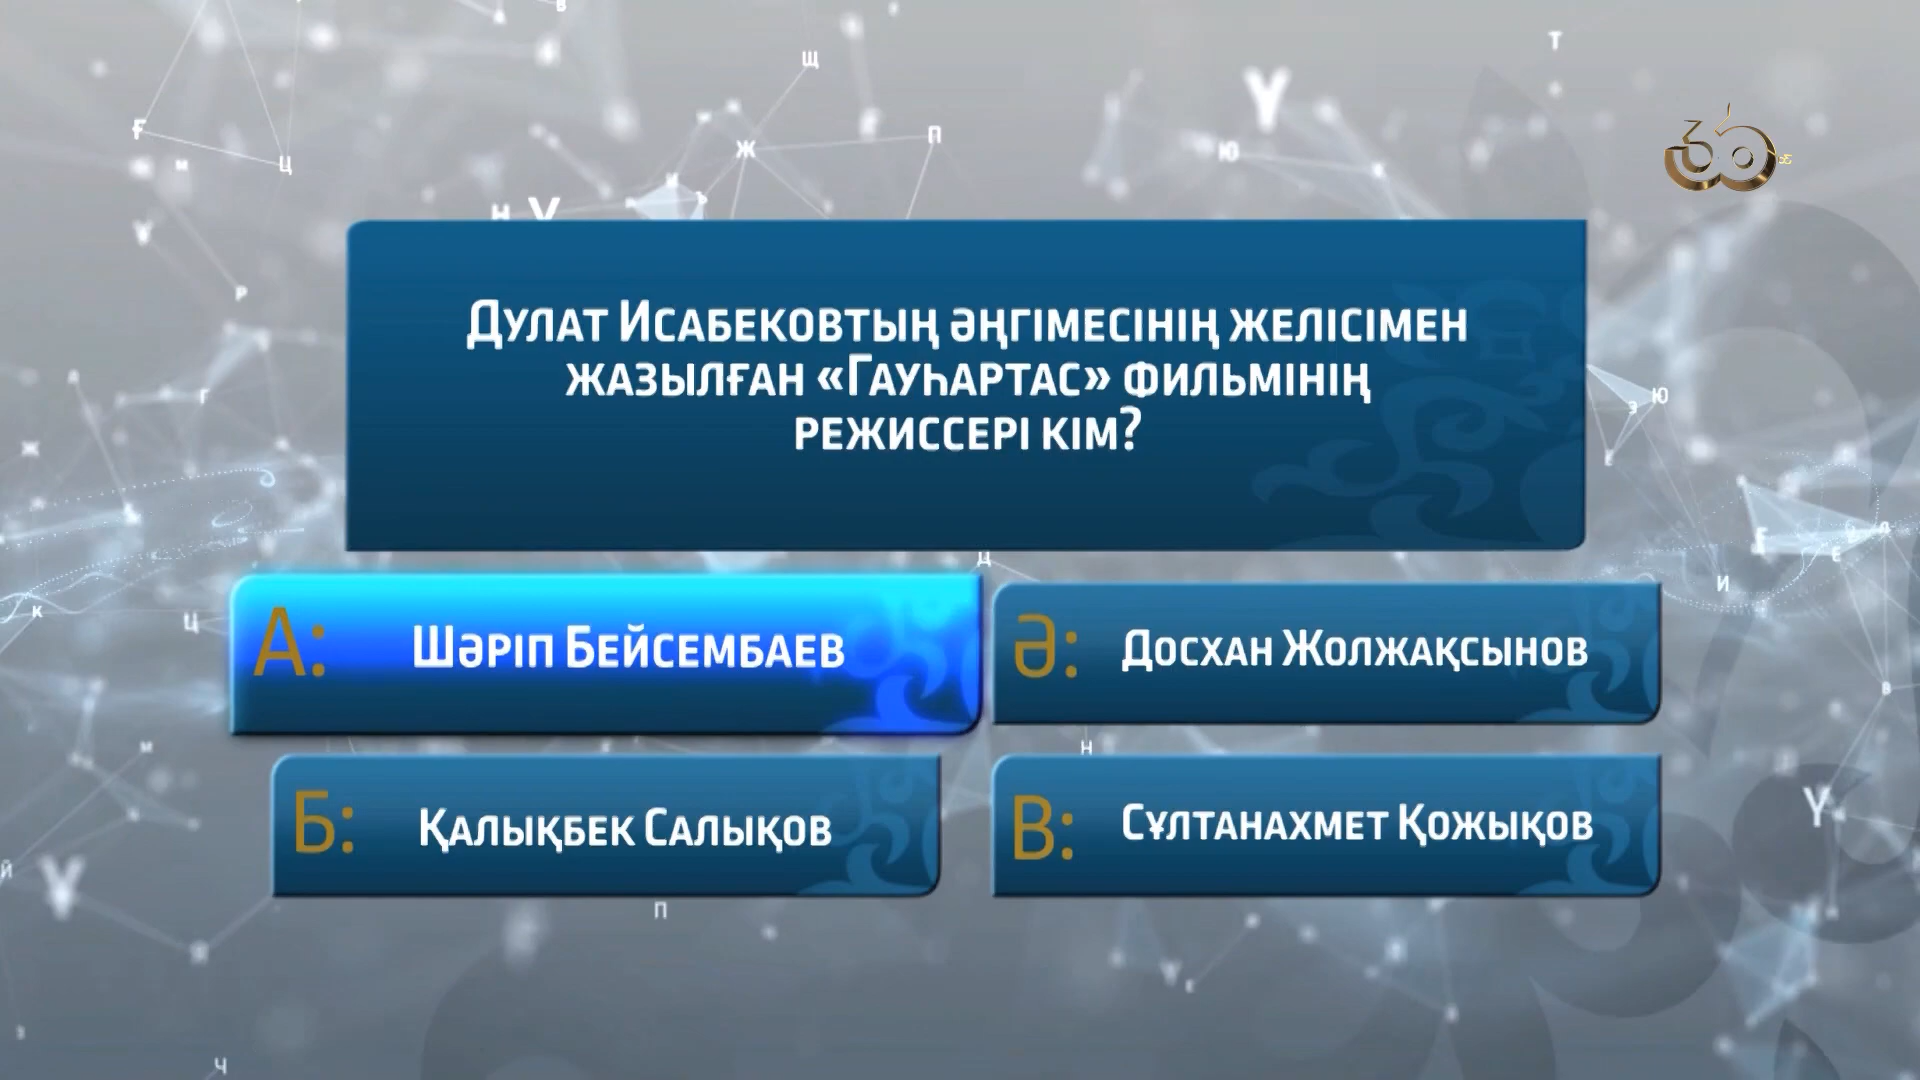 Дулат Исабековтың әңгімесінің желісімен
жазылған «Гауһартас» фильмінің
режиссері кім?
А: Шәріп Бейсембаев
Ә: Досхан Жолжақсынов
Б: Қалықбек Салықов
В: Сұлтанахмет Қожықов